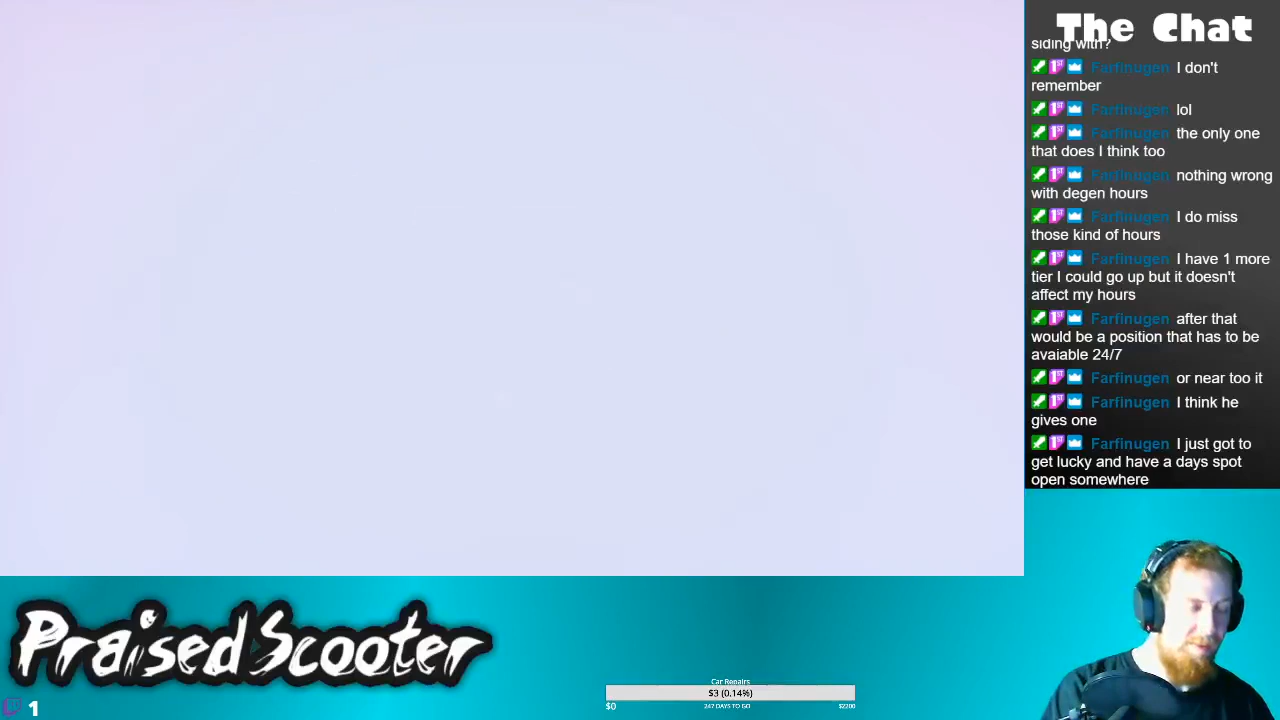 The Chat
siding with?
Farfinugen I don't
remember
Farfinugen lol
Farfinugen the only one
that does I think too
Farfinugen nothing wrong
with degen hours
Farfinugen I do miss
those kind of hours
Farfinugen I have 1 more
tier I could go up but it doesn't
affect my hours
Farfinugen after that
would be a position that has to be
avaiable 24/7
Farfinugen or near too it
Farfinugen I think he
gives one
Farfinugen I just got to
get lucky and have a days spot
open somewhere
PraisedScooter
Car Repairs
$3 (0.14%)
$0 247 DAYS TO GO $2200
1